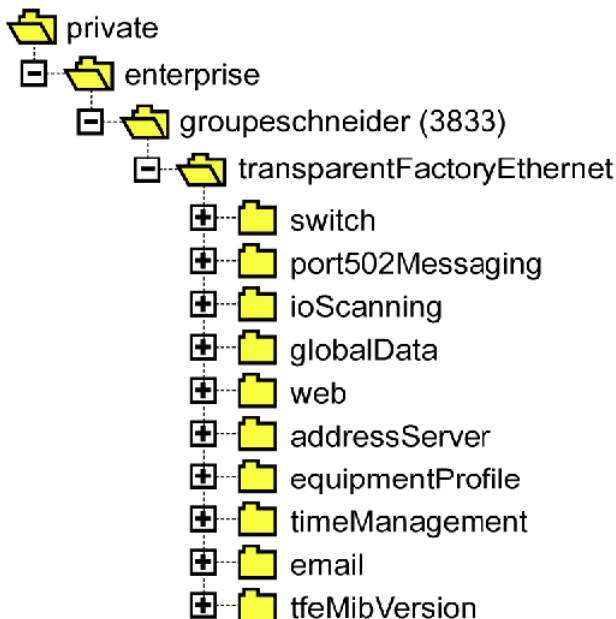 private
enterprise
groupeschneider (3833)
transparentFactoryEthernet
switch
port502Messaging
ioScanning
globalData
web
addressServer
equipmentProfile
timeManagement
email
tfeMibVersion